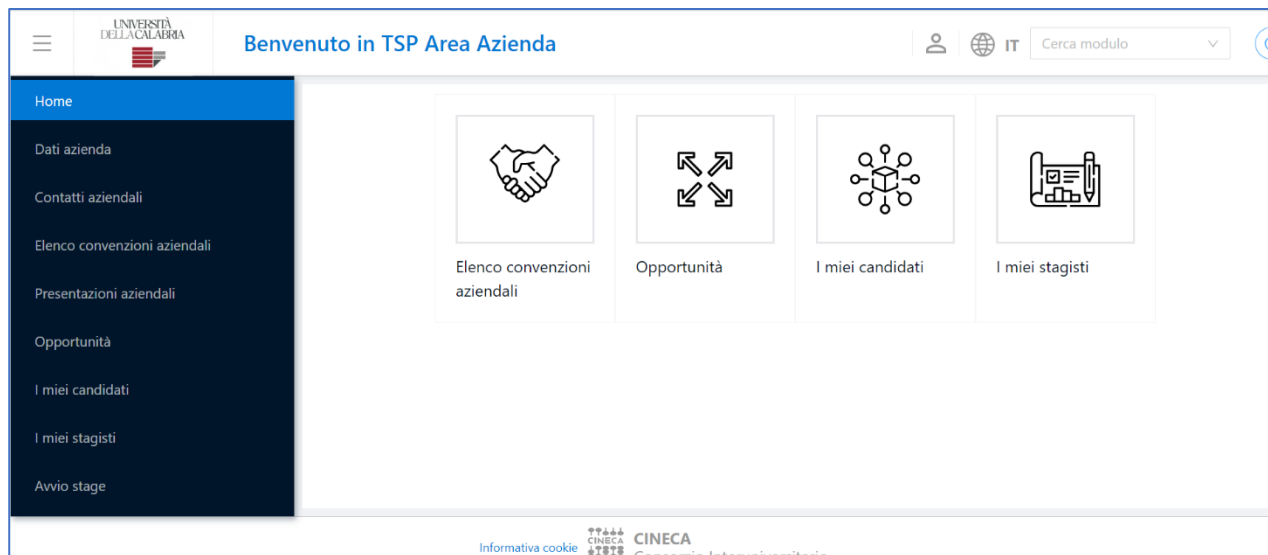 UNIVERSITÀ
DELLA CALABRIA
Benvenuto in TSP Area Azienda
IT
Cerca modulo
Home
Dati azienda
Contatti aziendali
Elenco convenzioni aziendali
Presentazioni aziendali
Opportunità
I miei candidati
I miei stagisti
Avvio stage
Elenco convenzioni
aziendali
Opportunità
I miei candidati
I miei stagisti
Informativa cookie
CINECA
CINECA
Consorzio Interuniversitario